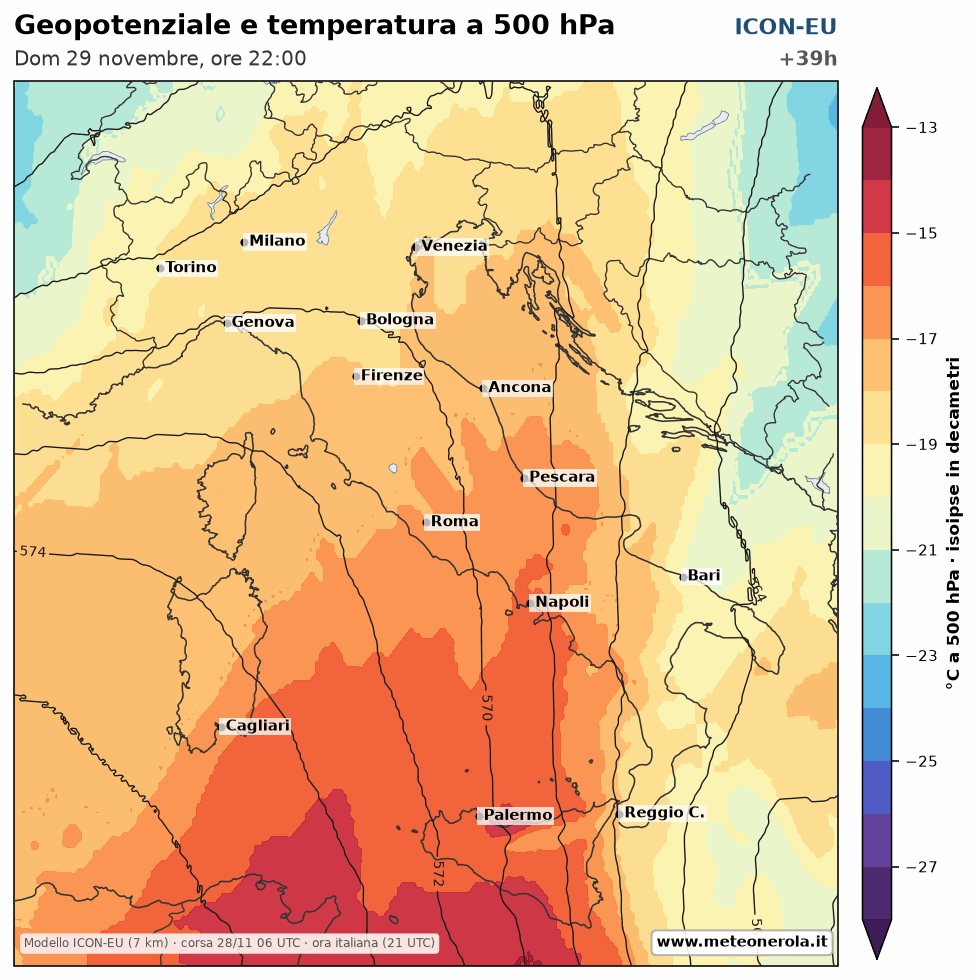 Geopotenziale e temperatura a 500 hPa
ICON-EU
Dom 29 novembre, ore 22:00
+39h
−13
−15
−17
−19
−21
−23
−25
−27
°C a 500 hPa · isoipse in decametri
Milano
Venezia
Torino
Genova
Bologna
Firenze
Ancona
Pescara
Roma
574
Bari
Napoli
570
Cagliari
Palermo
Reggio C.
572
Modello ICON-EU (7 km) · corsa 28/11 06 UTC · ora italiana (21 UTC)
www.meteonerola.it